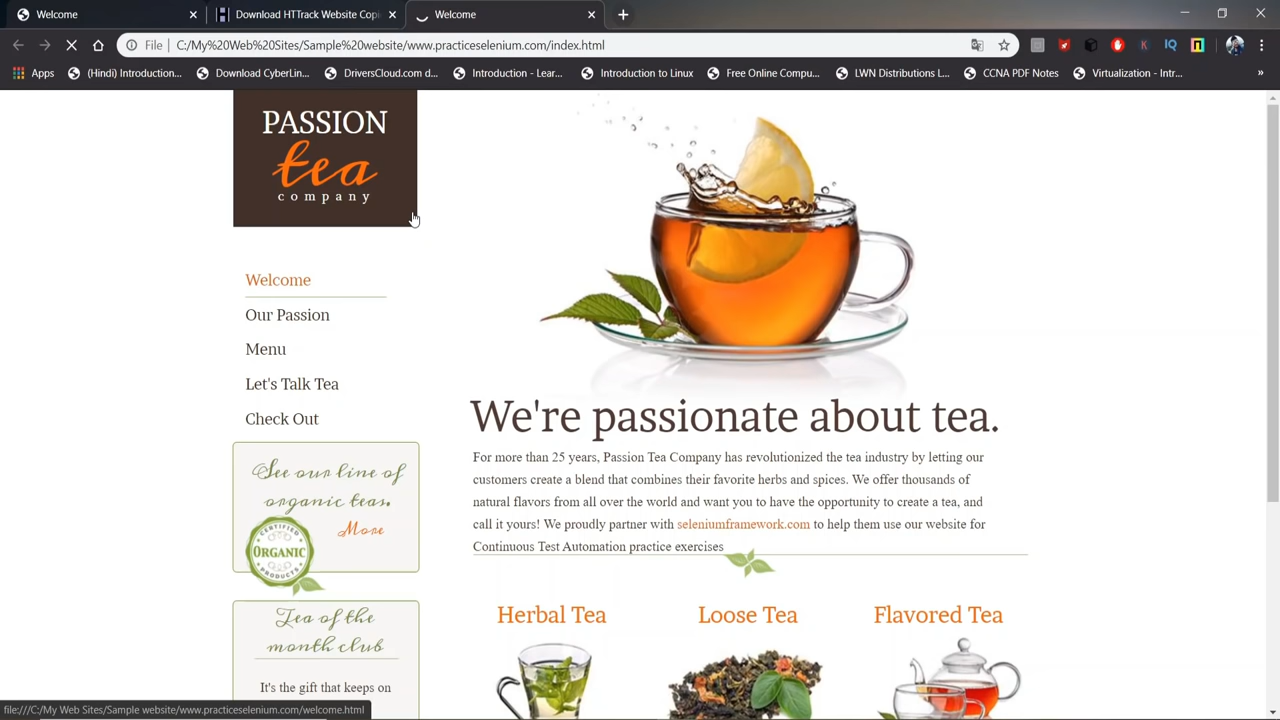 Welcome
Download HTTrack Website Copi
Welcome
File
C:/My%20Web%20Sites/Sample%20website/www.practiceselenium.com/index.html
Apps
(Hindi) Introduction...
Download CyberLin...
DriversCloud.com d...
Introduction - Lear...
Introduction to Linux
Free Online Compu...
LWN Distributions L...
CCNA PDF Notes
Virtualization - Intr...
»
PASSION
tea
company
Welcome
Our Passion
Menu
Let's Talk Tea
Check Out
See our line of
organic teas.
More
CERTIFIED
ORGANIC
PRODUCTS
Tea of the
month club
It's the gift that keeps on
We're passionate about tea.
For more than 25 years, Passion Tea Company has revolutionized the tea industry by letting our
customers create a blend that combines their favorite herbs and spices. We offer thousands of
natural flavors from all over the world and want you to have the opportunity to create a tea, and
call it yours! We proudly partner with seleniumframework.com to help them use our website for
Continuous Test Automation practice exercises
Herbal Tea
Loose Tea
Flavored Tea
file:///C:/My Web Sites/Sample website/www.practiceselenium.com/welcome.html